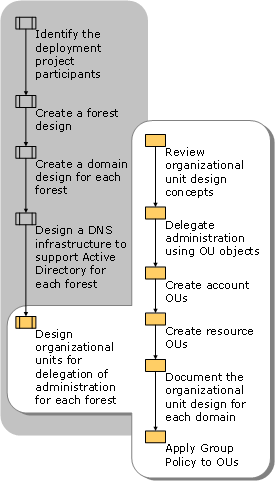 Identify the
deployment
project
participants
Create a forest
design
Create a domain
design for each
forest
Design a DNS
infrastructure to
support Active
Directory for
each forest
Design
organizational
units for
delegation of
administration
for each forest
Review
organizational
unit design
concepts
Delegate
administration
using OU objects
Create account
OUs
Create resource
OUs
Document the
organizational
unit design for
each domain
Apply Group
Policy to OUs